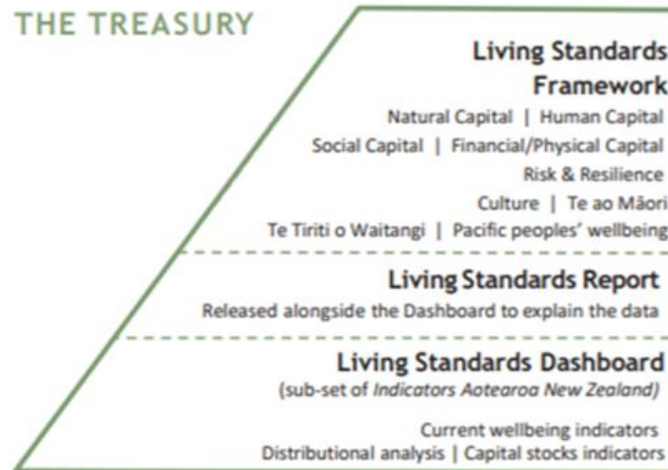 THE TREASURY
Living Standards
Framework
Natural Capital | Human Capital
Social Capital | Financial/Physical Capital
Risk & Resilience
Culture | Te ao Māori
Te Tiriti o Waitangi | Pacific peoples' wellbeing
Living Standards Report
Released alongside the Dashboard to explain the data
Living Standards Dashboard
(sub-set of Indicators Aotearoa New Zealand)
Current wellbeing indicators
Distributional analysis | Capital stocks indicators